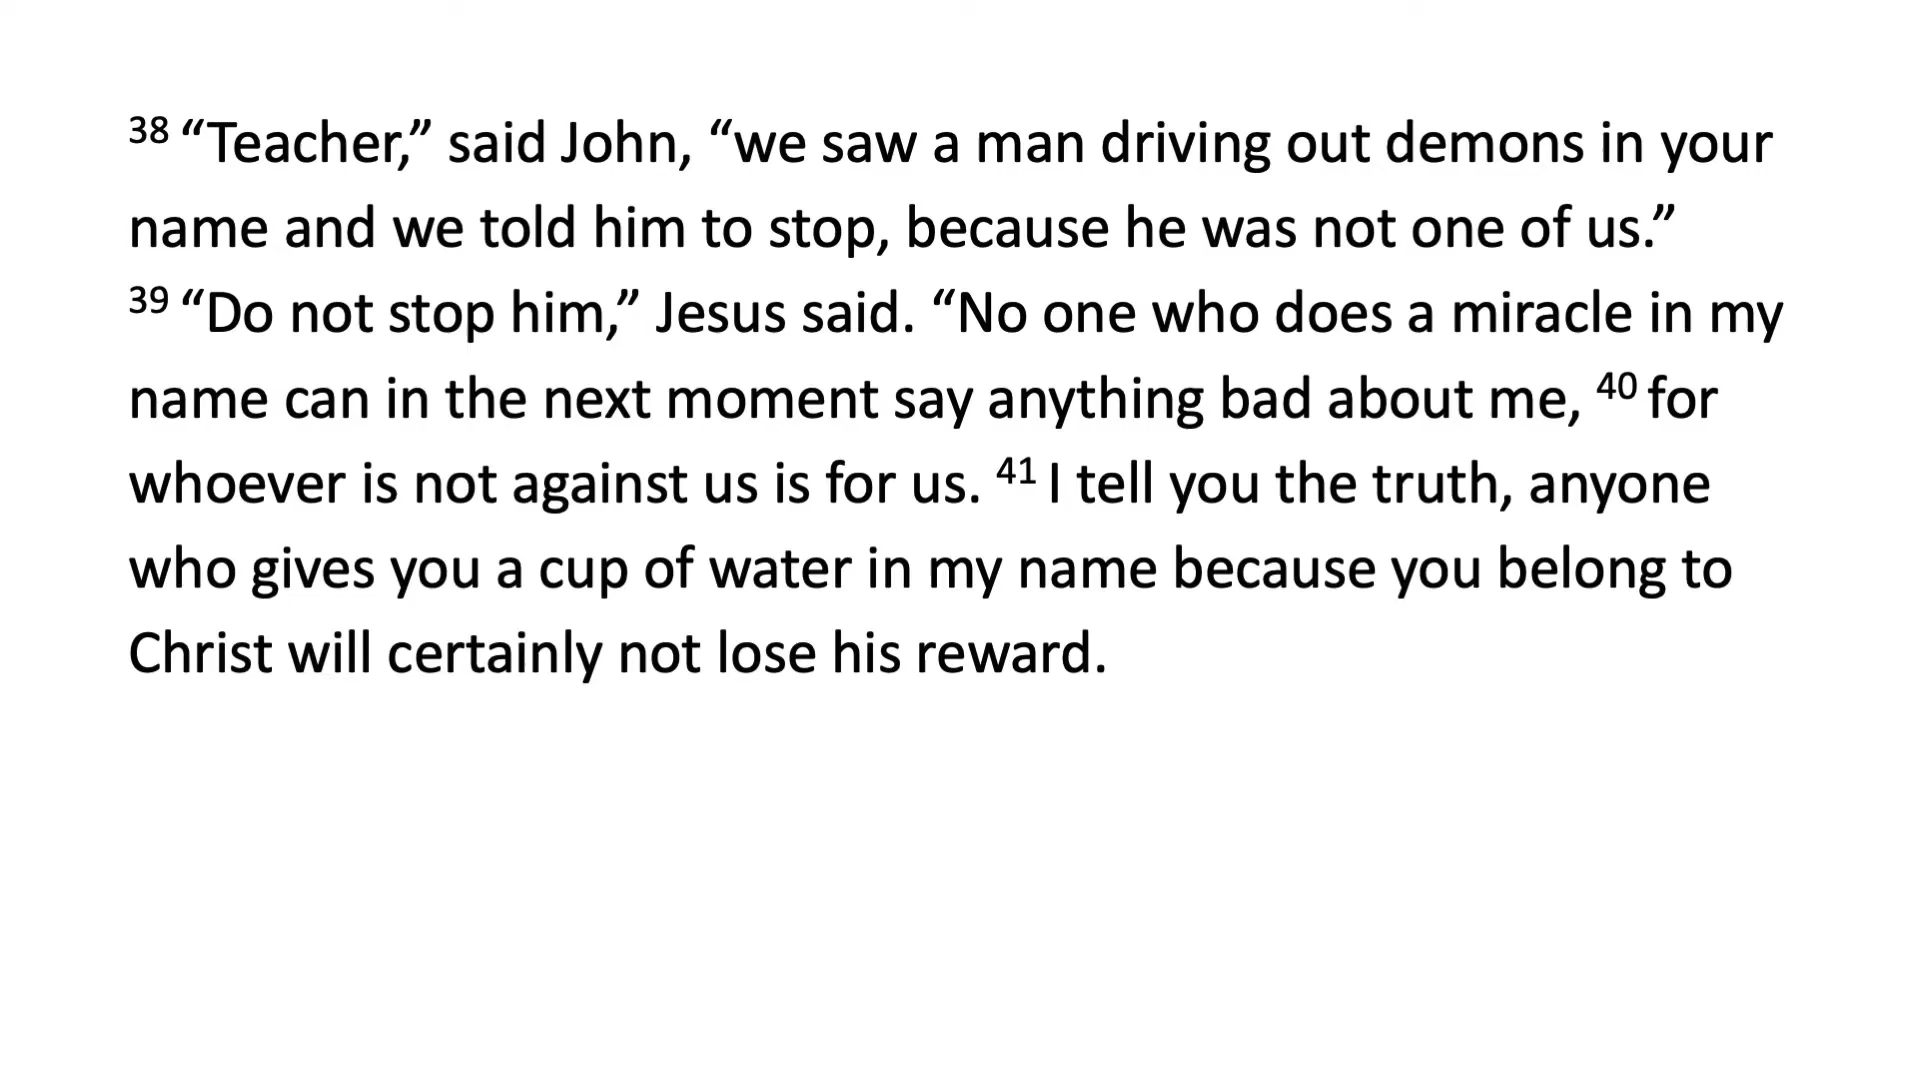 38 “Teacher,” said John, “we saw a man driving out demons in your
name and we told him to stop, because he was not one of us.”
39 “Do not stop him,” Jesus said. “No one who does a miracle in my
name can in the next moment say anything bad about me, 40 for
whoever is not against us is for us. 41 I tell you the truth, anyone
who gives you a cup of water in my name because you belong to
Christ will certainly not lose his reward.